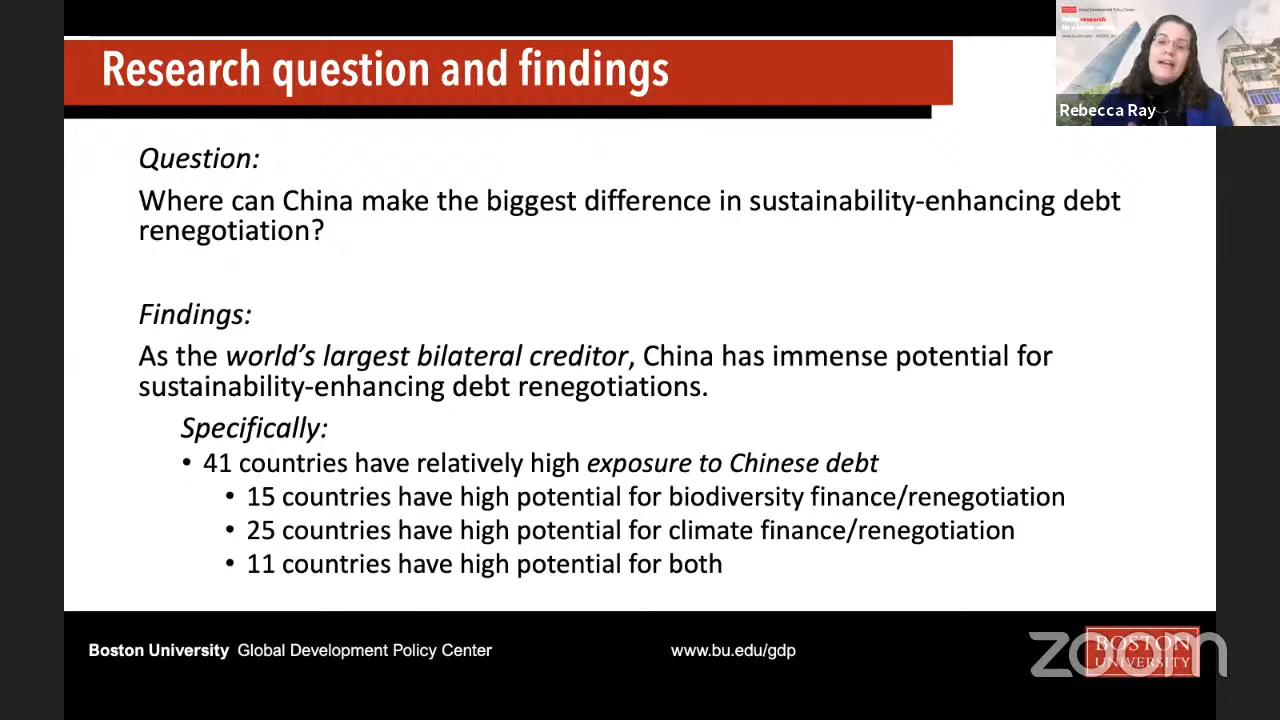 Research question and findings
Rebecca Ray
Question:
Where can China make the biggest difference in sustainability-enhancing debt
renegotiation?
Findings:
As the world’s largest bilateral creditor, China has immense potential for
sustainability-enhancing debt renegotiations.
Specifically:
• 41 countries have relatively high exposure to Chinese debt
• 15 countries have high potential for biodiversity finance/renegotiation
• 25 countries have high potential for climate finance/renegotiation
• 11 countries have high potential for both
Boston University Global Development Policy Center
www.bu.edu/gdp
BOSTON
UNIVERSITY
zoom